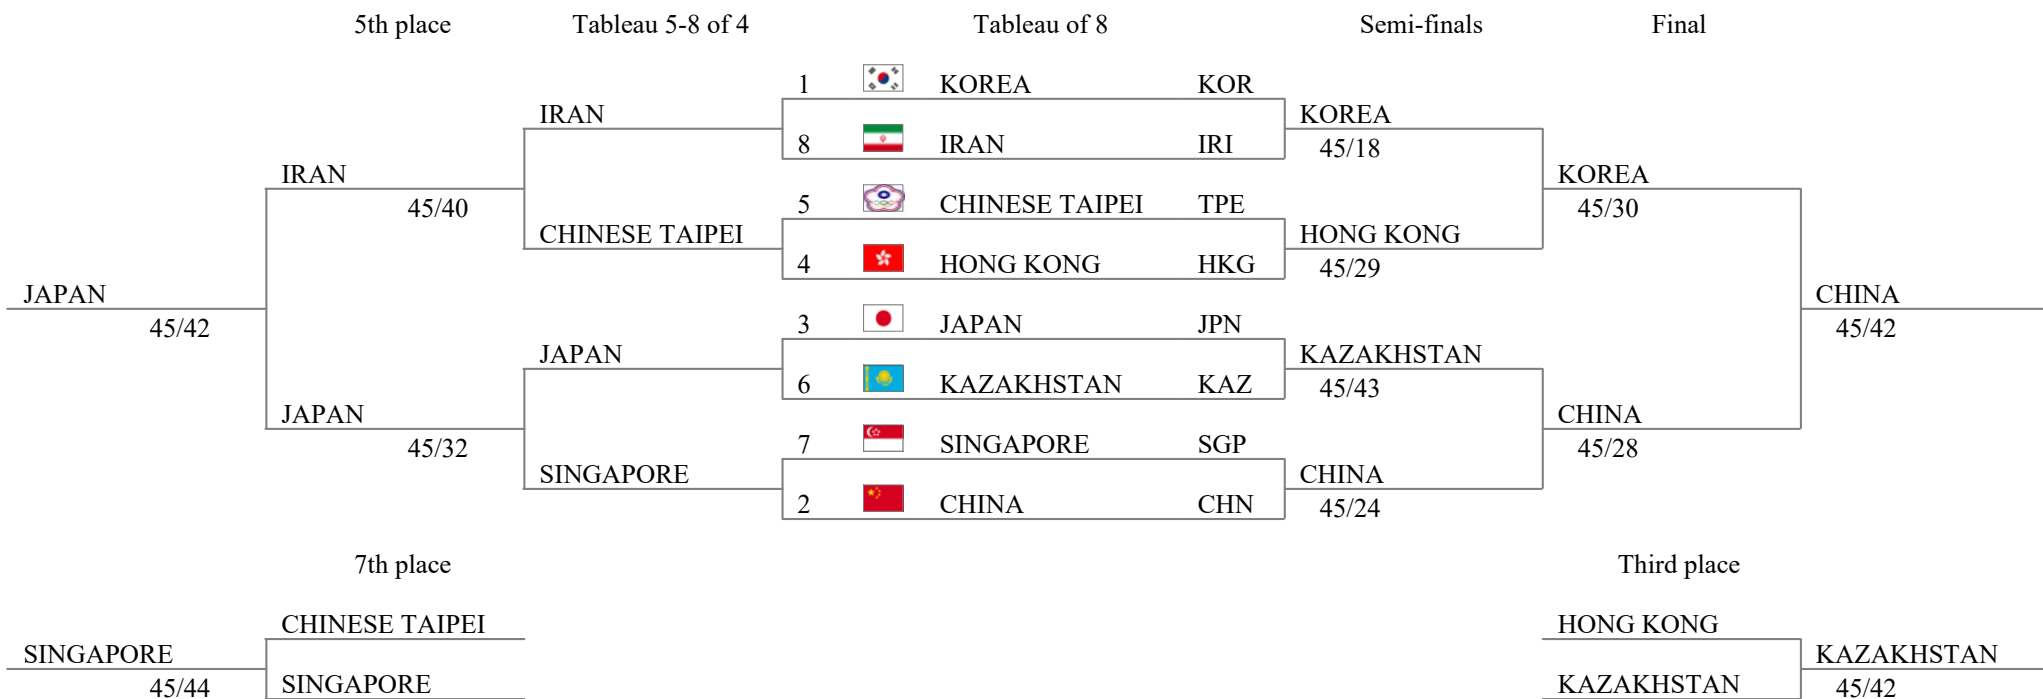 5th place Tableau 5-8 of 4 Tableau of 8 Semi-finals Final
1 KOREA KOR
IRAN KOREA
8 IRAN IRI 45/18
IRAN KOREA
45/40 5 CHINESE TAIPEI TPE 45/30
CHINESE TAIPEI HONG KONG
4 HONG KONG HKG 45/29
JAPAN CHINA
45/42 3 JAPAN JPN 45/42
JAPAN KAZAKHSTAN
6 KAZAKHSTAN KAZ 45/43
JAPAN CHINA
45/32 7 SINGAPORE SGP 45/28
SINGAPORE CHINA
2 CHINA CHN 45/24
7th place Third place
CHINESE TAIPEI HONG KONG
SINGAPORE KAZAKHSTAN
45/44 SINGAPORE KAZAKHSTAN 45/42